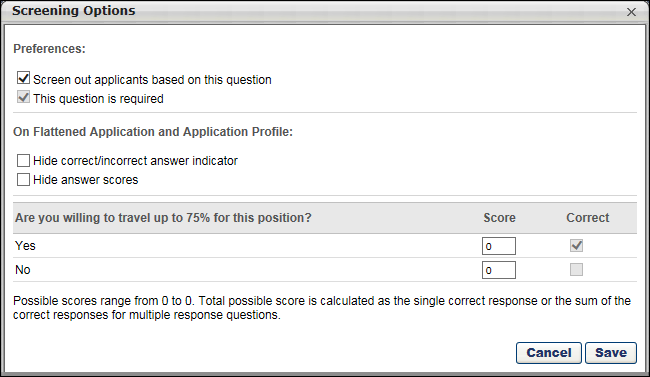 Screening Options
Preferences:
Screen out applicants based on this question
This question is required
On Flattened Application and Application Profile:
Hide correct/incorrect answer indicator
Hide answer scores
Are you willing to travel up to 75% for this position? Score Correct
Yes 0
No 0
Possible scores range from 0 to 0. Total possible score is calculated as the single correct response or the sum of the
correct responses for multiple response questions.
Cancel Save